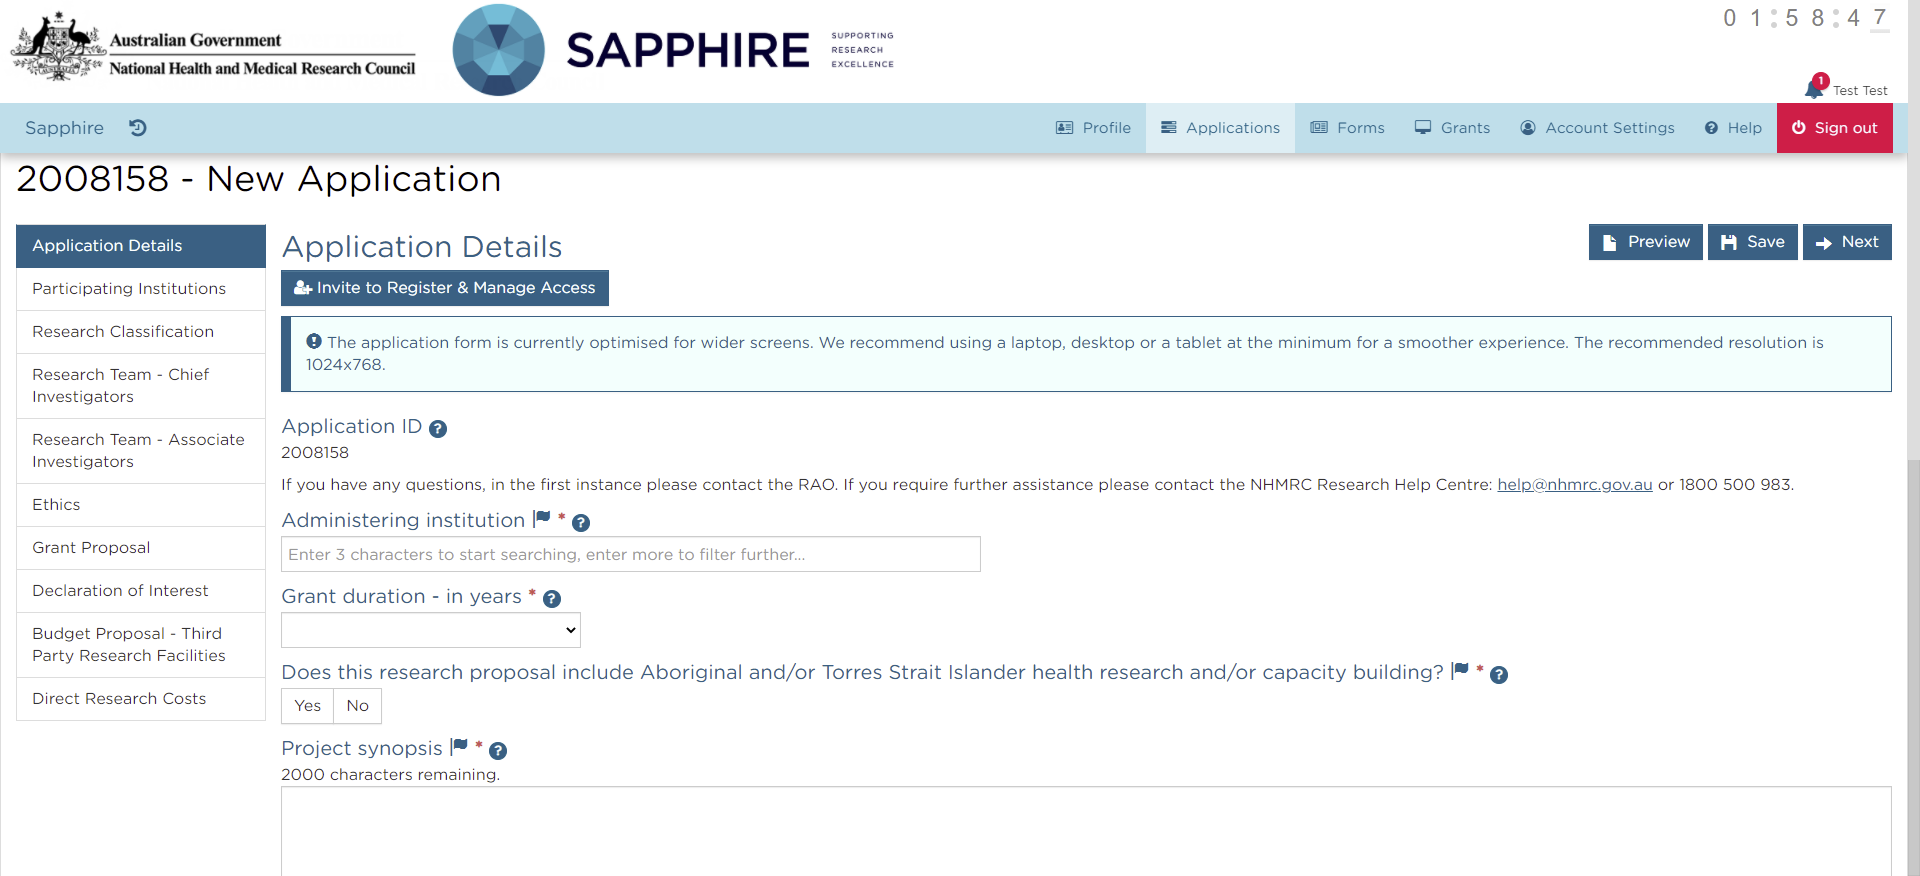 Australian Government
National Health and Medical Research Council
SAPPHIRE
SUPPORTING
RESEARCH
EXCELLENCE
01:58:47
1
Test Test
Sapphire
Profile
Applications
Forms
Grants
Account Settings
Help
Sign out
2008158 - New Application
Application Details
Participating Institutions
Research Classification
Research Team - Chief
Investigators
Research Team - Associate
Investigators
Ethics
Grant Proposal
Declaration of Interest
Budget Proposal - Third
Party Research Facilities
Direct Research Costs
Application Details
Preview
Save
Next
Invite to Register & Manage Access
The application form is currently optimised for wider screens. We recommend using a laptop, desktop or a tablet at the minimum for a smoother experience. The recommended resolution is
1024x768.
Application ID
2008158
If you have any questions, in the first instance please contact the RAO. If you require further assistance please contact the NHMRC Research Help Centre: help@nhmrc.gov.au or 1800 500 983.
Administering institution *
Enter 3 characters to start searching, enter more to filter further...
Grant duration - in years *
Does this research proposal include Aboriginal and/or Torres Strait Islander health research and/or capacity building? *
Yes
No
Project synopsis *
2000 characters remaining.